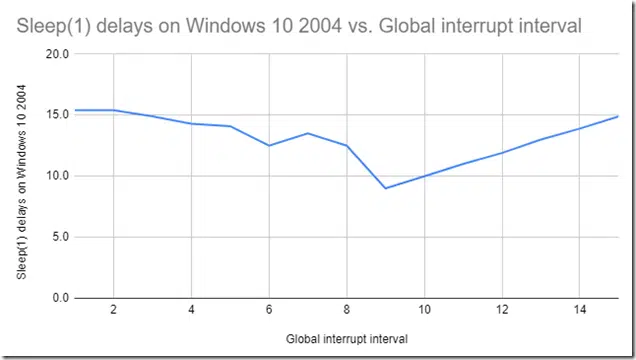 Sleep(1) delays on Windows 10 2004 vs. Global interrupt interval
Sleep(1) delays on Windows 10 2004
20.0
15.0
10.0
5.0
0.0
2 4 6 8 10 12 14
Global interrupt interval